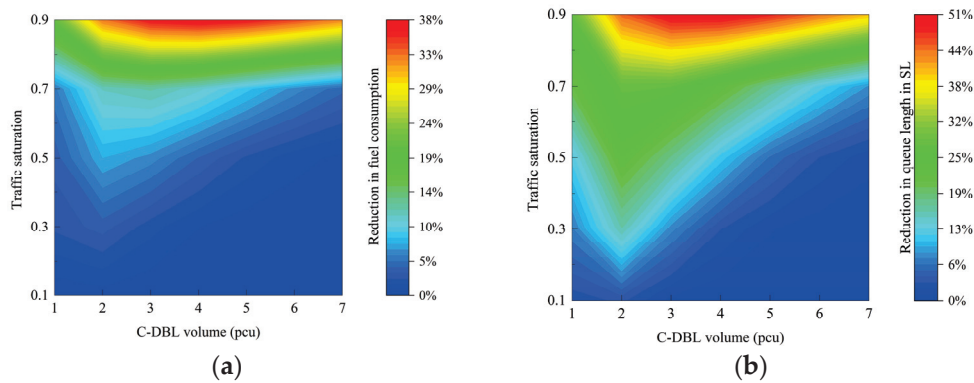 0.9
0.7
0.5
0.3
0.1
Traffic saturation
1 2 3 4 5 6 7
C-DBL volume (pcu)
38%
33%
29%
24%
19%
14%
10%
5%
0%
Reduction in fuel consumption
(a)
0.9
0.7
0.5
0.3
0.1
Traffic saturation
1 2 3 4 5 6 7
C-DBL volume (pcu)
51%
44%
38%
32%
25%
19%
13%
6%
0%
Reduction in queue length in SL
(b)